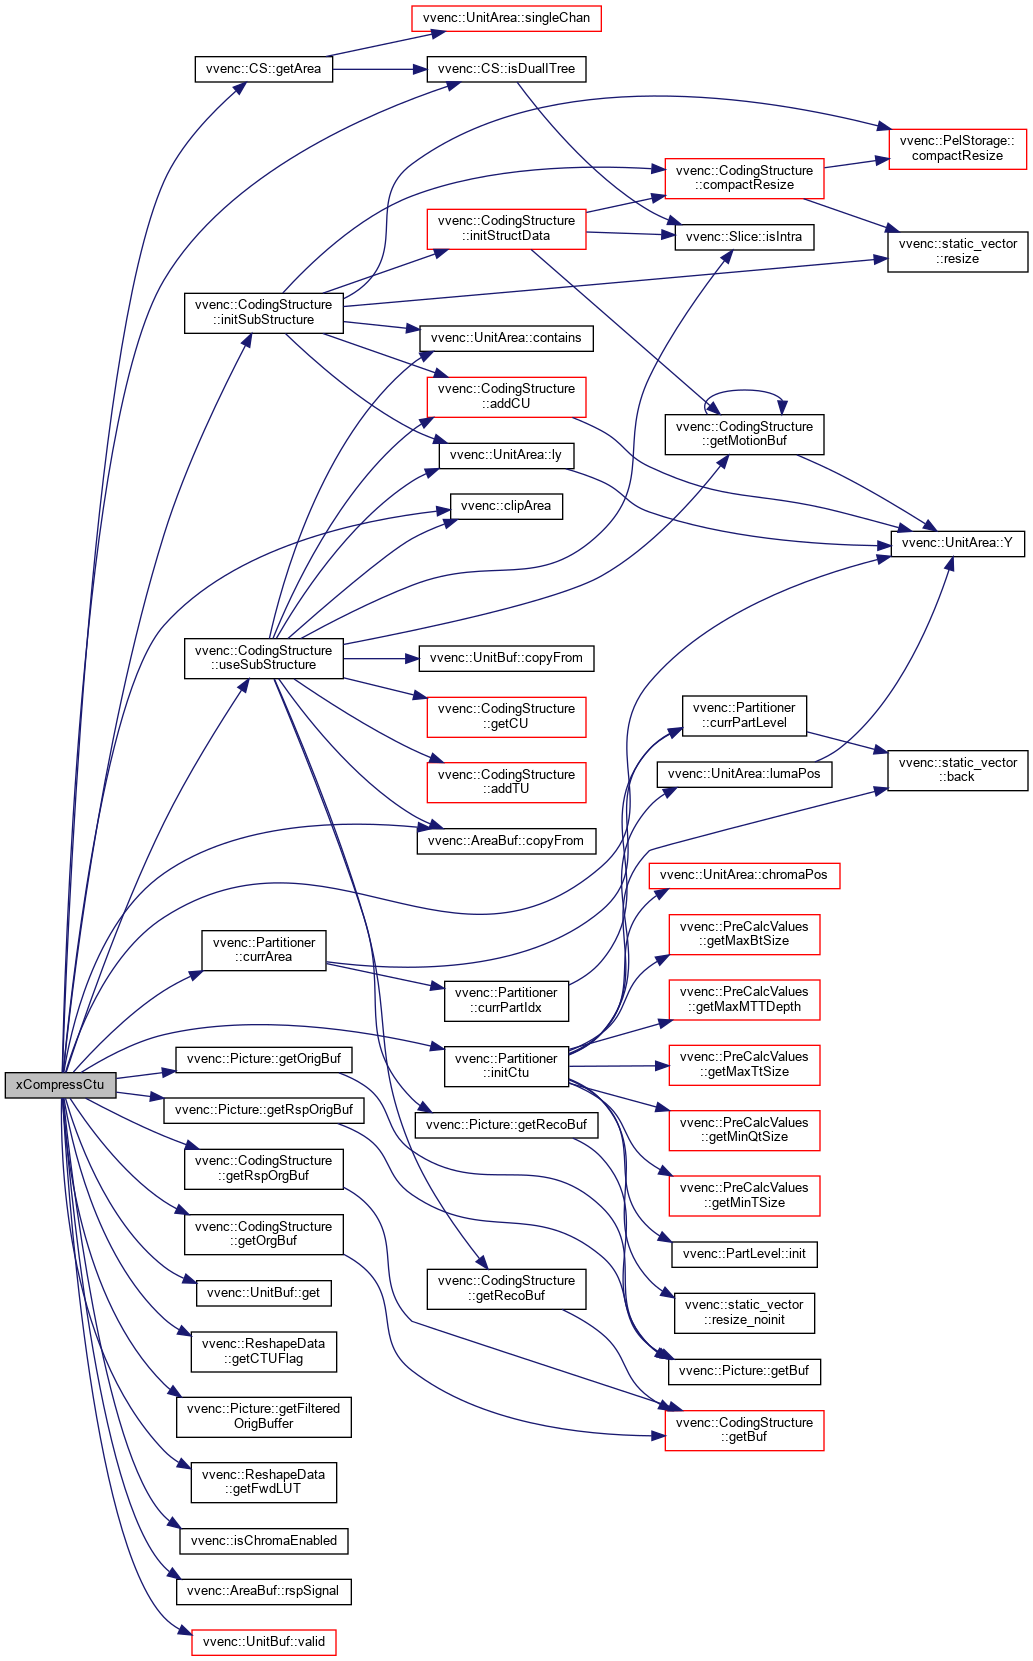 vvenc::UnitArea::singleChan
vvenc::CS::getArea
vvenc::CS::isDualITree
vvenc::PelStorage::
compactResize
vvenc::CodingStructure
::compactResize
vvenc::CodingStructure
::initStructData
vvenc::Slice::isIntra
vvenc::static_vector
::resize
vvenc::CodingStructure
::initSubStructure
vvenc::UnitArea::contains
vvenc::CodingStructure
::addCU
vvenc::CodingStructure
::getMotionBuf
vvenc::UnitArea::ly
vvenc::clipArea
vvenc::UnitArea::Y
vvenc::CodingStructure
::useSubStructure
vvenc::UnitBuf::copyFrom
vvenc::CodingStructure
::getCU
vvenc::Partitioner
::currPartLevel
vvenc::CodingStructure
::addTU
vvenc::UnitArea::lumaPos
vvenc::static_vector
::back
vvenc::AreaBuf::copyFrom
vvenc::UnitArea::chromaPos
vvenc::PreCalcValues
::getMaxBtSize
vvenc::Partitioner
::currArea
vvenc::Partitioner
::currPartIdx
vvenc::PreCalcValues
::getMaxMTTDepth
vvenc::Picture::getOrigBuf
vvenc::Partitioner
::initCtu
vvenc::PreCalcValues
::getMaxTtSize
xCompressCtu
vvenc::Picture::getRspOrigBuf
vvenc::Picture::getRecoBuf
vvenc::PreCalcValues
::getMinQtSize
vvenc::CodingStructure
::getRspOrgBuf
vvenc::PreCalcValues
::getMinTSize
vvenc::CodingStructure
::getOrgBuf
vvenc::PartLevel::init
vvenc::UnitBuf::get
vvenc::CodingStructure
::getRecoBuf
vvenc::static_vector
::resize_noinit
vvenc::ReshapeData
::getCTUFlag
vvenc::Picture::getBuf
vvenc::Picture::getFiltered
OrigBuffer
vvenc::CodingStructure
::getBuf
vvenc::ReshapeData
::getFwdLUT
vvenc::isChromaEnabled
vvenc::AreaBuf::rspSignal
vvenc::UnitBuf::valid